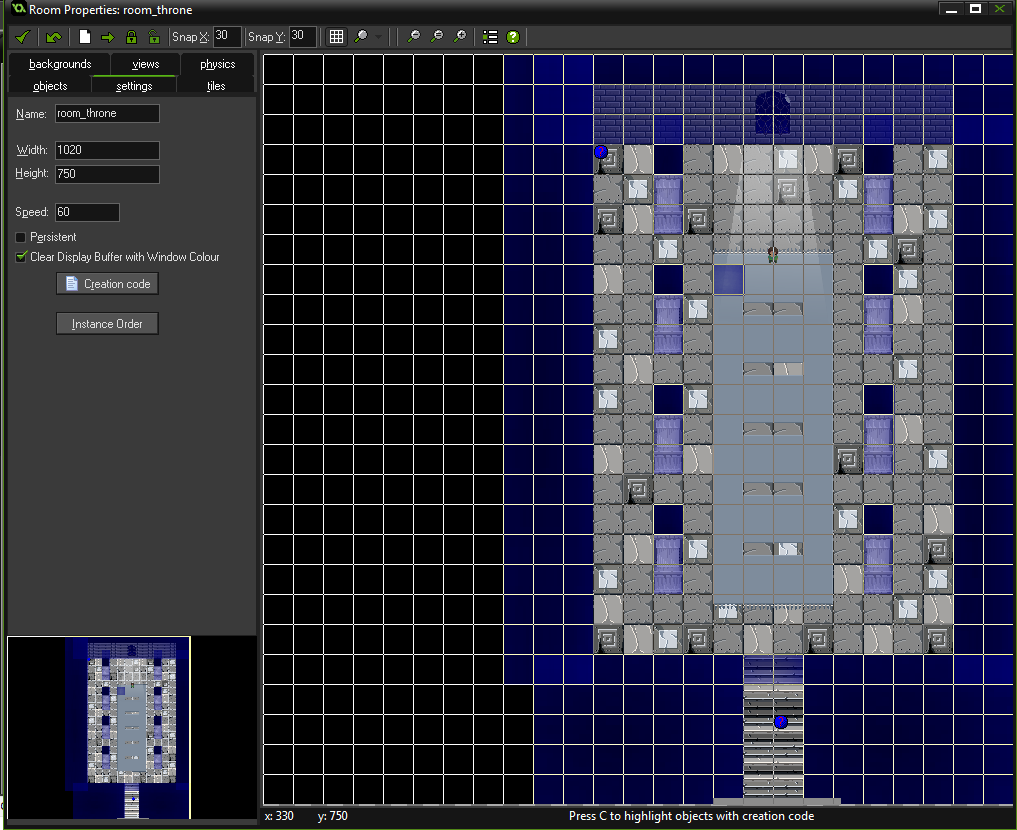 Room Properties: room_throne
Snap X: 30 Snap Y: 30
backgrounds views physics
objects settings tiles
Name: room_throne
Width: 1020
Height: 750
Speed: 60
Persistent
Clear Display Buffer with Window Colour
Creation code
Instance Order
x: 330 y: 750 Press C to highlight objects with creation code